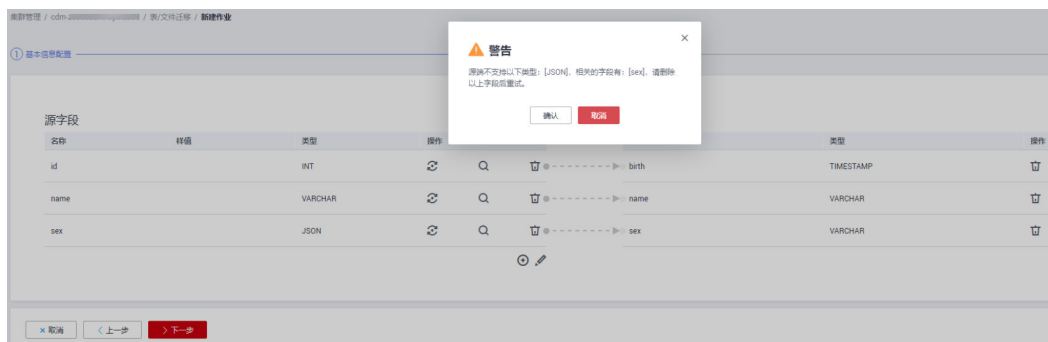 集群管理 / cdm- / 表/文件迁移 / 新建作业
1 基本信息配置
警告
源端不支持以下类型：[JSON]，相关的字段有：[sex]，请删除
以上字段后重试。
确认 取消
源字段
名称 样值 类型 操作 类型 操作
id INT birth TIMESTAMP
name VARCHAR name VARCHAR
sex JSON sex VARCHAR
× 取消 < 上一步 > 下一步